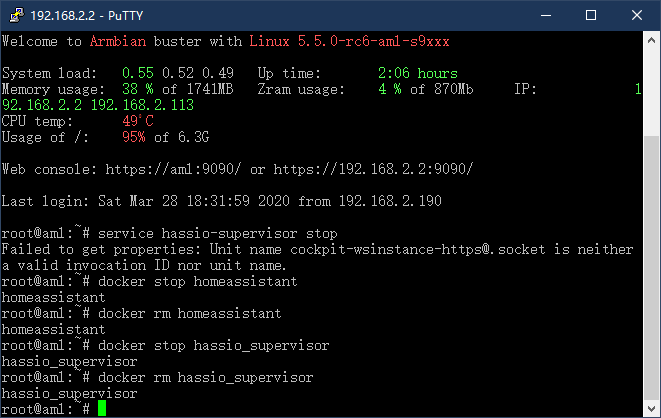 192.168.2.2 - PuTTY
Welcome to Armbian buster with Linux 5.5.0-rc6-aml-s9xxx
System load:   0.55 0.52 0.49   Up time:       2:06 hours
Memory usage:  38 % of 1741MB   Zram usage:    4 % of 870Mb     IP:            1
92.168.2.2 192.168.2.113
CPU temp:      49°C
Usage of /:    95% of 6.3G
Web console: https://aml:9090/ or https://192.168.2.2:9090/
Last login: Sat Mar 28 18:31:59 2020 from 192.168.2.190
root@aml:~# service hassio-supervisor stop
Failed to get properties: Unit name cockpit-wsinstance-https@.socket is neither
a valid invocation ID nor unit name.
root@aml:~# docker stop homeassistant
homeassistant
root@aml:~# docker rm homeassistant
homeassistant
root@aml:~# docker stop hassio_supervisor
hassio_supervisor
root@aml:~# docker rm hassio_supervisor
hassio_supervisor
root@aml:~#